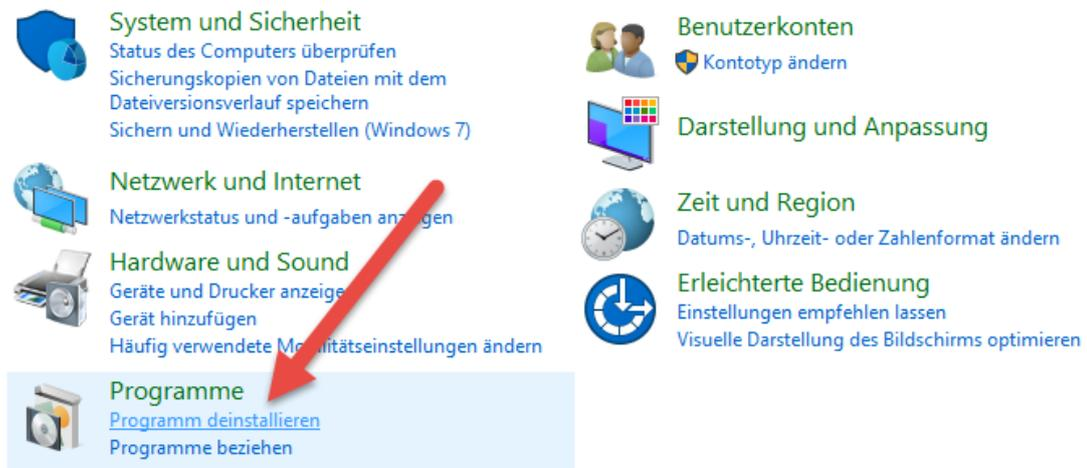 System und Sicherheit
Status des Computers überprüfen
Sicherungskopien von Dateien mit dem
Dateiversionsverlauf speichern
Sichern und Wiederherstellen (Windows 7)
Netzwerk und Internet
Netzwerkstatus und -aufgaben anzeigen
Hardware und Sound
Geräte und Drucker anzeigen
Gerät hinzufügen
Häufig verwendete Mobilitätseinstellungen ändern
Programme
Programm deinstallieren
Programme beziehen
Benutzerkonten
Kontotyp ändern
Darstellung und Anpassung
Zeit und Region
Datums-, Uhrzeit- oder Zahlenformat ändern
Erleichterte Bedienung
Einstellungen empfehlen lassen
Visuelle Darstellung des Bildschirms optimieren